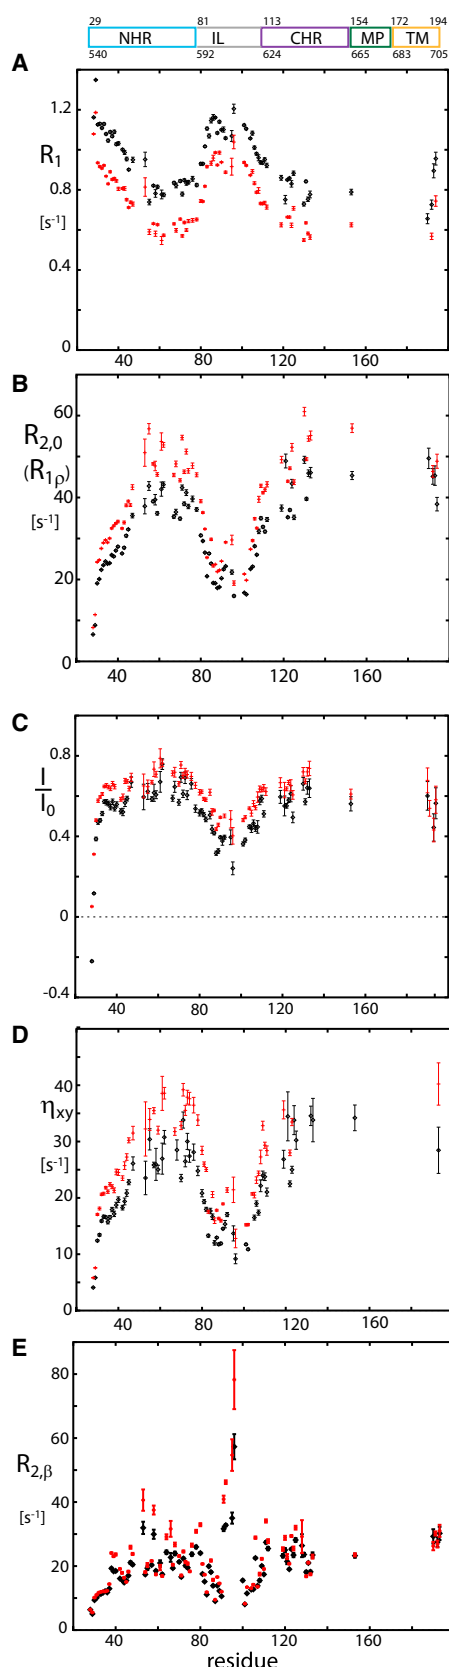 29 81 113 154 172 194
NHR IL CHR MP TM
540 592 624 665 683 705
A
R1
[s-1]
1.2
0.8
0.4
0
40 80 120 160
B
R2,0
(R1ρ)
[s-1]
60
40
20
0
40 80 120 160
C
I
I0
0.8
0.4
0
-0.4
40 80 120 160
D
ηxy
[s-1]
40
30
20
10
0
40 80 120 160
E
R2,β
[s-1]
80
60
40
20
0
40 80 120 160
residue